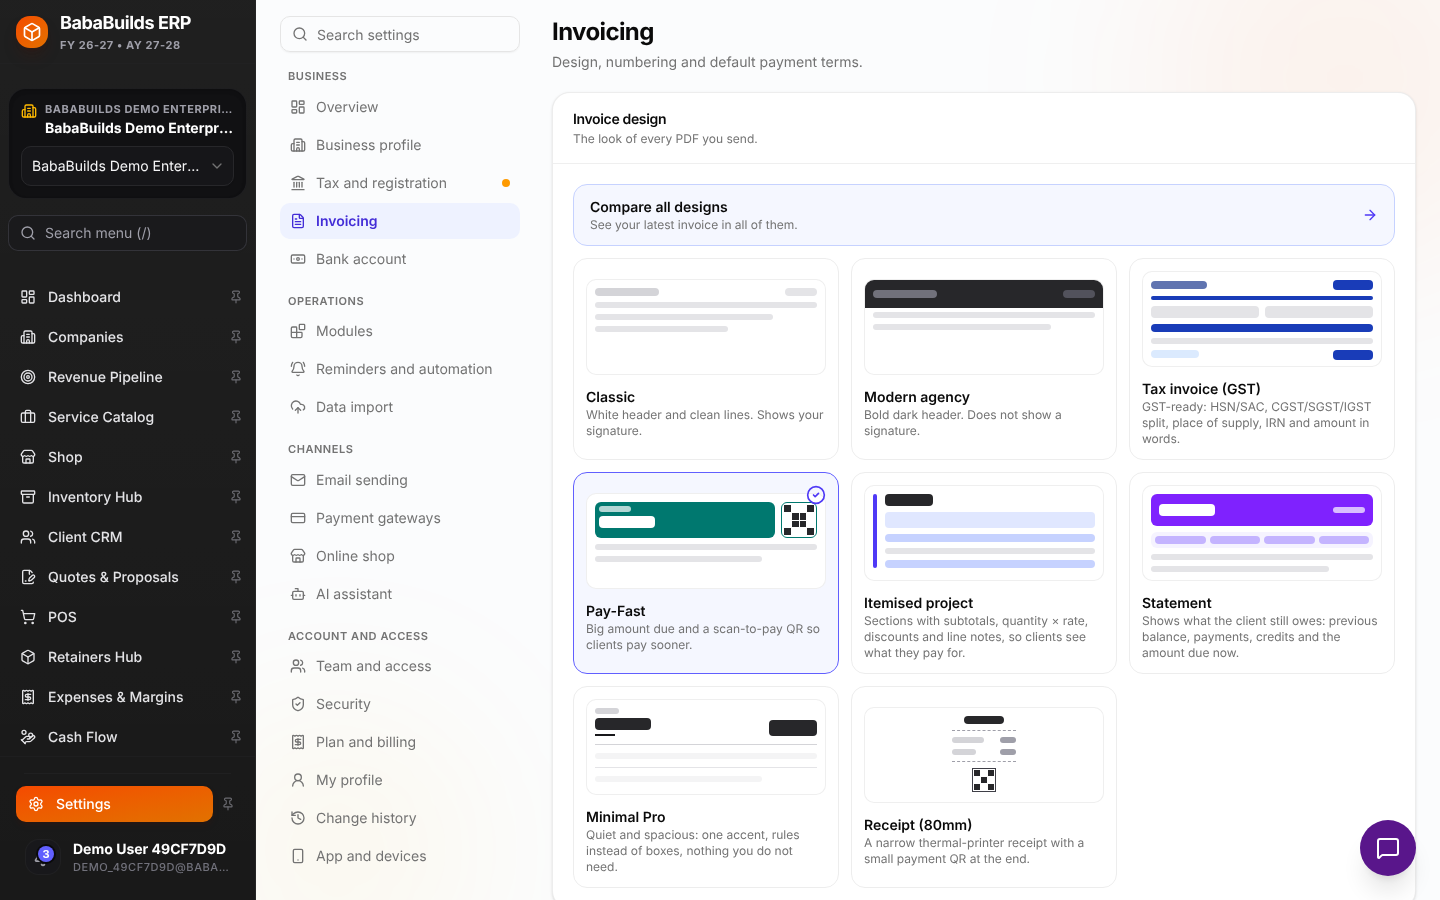 BabaBuilds ERP
FY 26-27 • AY 27-28
BABABUILDS DEMO ENTERPRI...
BabaBuilds Demo Enterpr...
BabaBuilds Demo Enter...
Search menu (/)
Dashboard
Companies
Revenue Pipeline
Service Catalog
Shop
Inventory Hub
Client CRM
Quotes & Proposals
POS
Retainers Hub
Expenses & Margins
Cash Flow
Settings
3
Demo User 49CF7D9D
DEMO_49CF7D9D@BABA...
Search settings
BUSINESS
Overview
Business profile
Tax and registration
Invoicing
Bank account
OPERATIONS
Modules
Reminders and automation
Data import
CHANNELS
Email sending
Payment gateways
Online shop
AI assistant
ACCOUNT AND ACCESS
Team and access
Security
Plan and billing
My profile
Change history
App and devices
Invoicing
Design, numbering and default payment terms.
Invoice design
The look of every PDF you send.
Compare all designs
See your latest invoice in all of them.
Classic
White header and clean lines. Shows your
signature.
Modern agency
Bold dark header. Does not show a
signature.
Tax invoice (GST)
GST-ready: HSN/SAC, CGST/SGST/IGST
split, place of supply, IRN and amount in
words.
Pay-Fast
Big amount due and a scan-to-pay QR so
clients pay sooner.
Itemised project
Sections with subtotals, quantity × rate,
discounts and line notes, so clients see
what they pay for.
Statement
Shows what the client still owes: previous
balance, payments, credits and the
amount due now.
Minimal Pro
Quiet and spacious: one accent, rules
instead of boxes, nothing you do not
need.
Receipt (80mm)
A narrow thermal-printer receipt with a
small payment QR at the end.